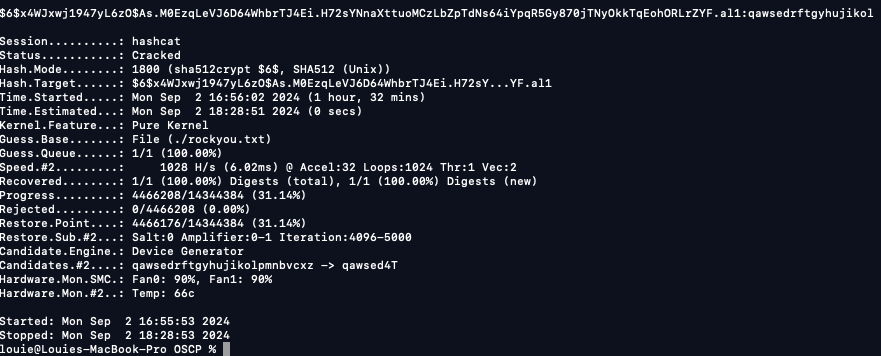 $6$x4WJxwj1947yL6zO$As.M0EzqLeVJ6D64WhbrTJ4Ei.H72sYNnaXttuoMCzLbZpTdNs64iYpqR5Gy870jTNyOkkTqEohORLrZYF.al1:qawsedrftgyhujikol
Session..........: hashcat
Status...........: Cracked
Hash.Mode........: 1800 (sha512crypt $6$, SHA512 (Unix))
Hash.Target......: $6$x4WJxwj1947yL6zO$As.M0EzqLeVJ6D64WhbrTJ4Ei.H72sY...YF.al1
Time.Started.....: Mon Sep  2 16:56:02 2024 (1 hour, 32 mins)
Time.Estimated...: Mon Sep  2 18:28:51 2024 (0 secs)
Kernel.Feature...: Pure Kernel
Guess.Base.......: File (./rockyou.txt)
Guess.Queue......: 1/1 (100.00%)
Speed.#2.........:     1028 H/s (6.02ms) @ Accel:32 Loops:1024 Thr:1 Vec:2
Recovered........: 1/1 (100.00%) Digests (total), 1/1 (100.00%) Digests (new)
Progress.........: 4466208/14344384 (31.14%)
Rejected.........: 0/4466208 (0.00%)
Restore.Point....: 4466176/14344384 (31.14%)
Restore.Sub.#2...: Salt:0 Amplifier:0-1 Iteration:4096-5000
Candidate.Engine.: Device Generator
Candidates.#2....: qawsedrftgyhujikolpmnbvcxz -> qawsed4T
Hardware.Mon.SMC.: Fan0: 90%, Fan1: 90%
Hardware.Mon.#2..: Temp: 66c
Started: Mon Sep  2 16:55:53 2024
Stopped: Mon Sep  2 18:28:53 2024
louie@Louies-MacBook-Pro OSCP %